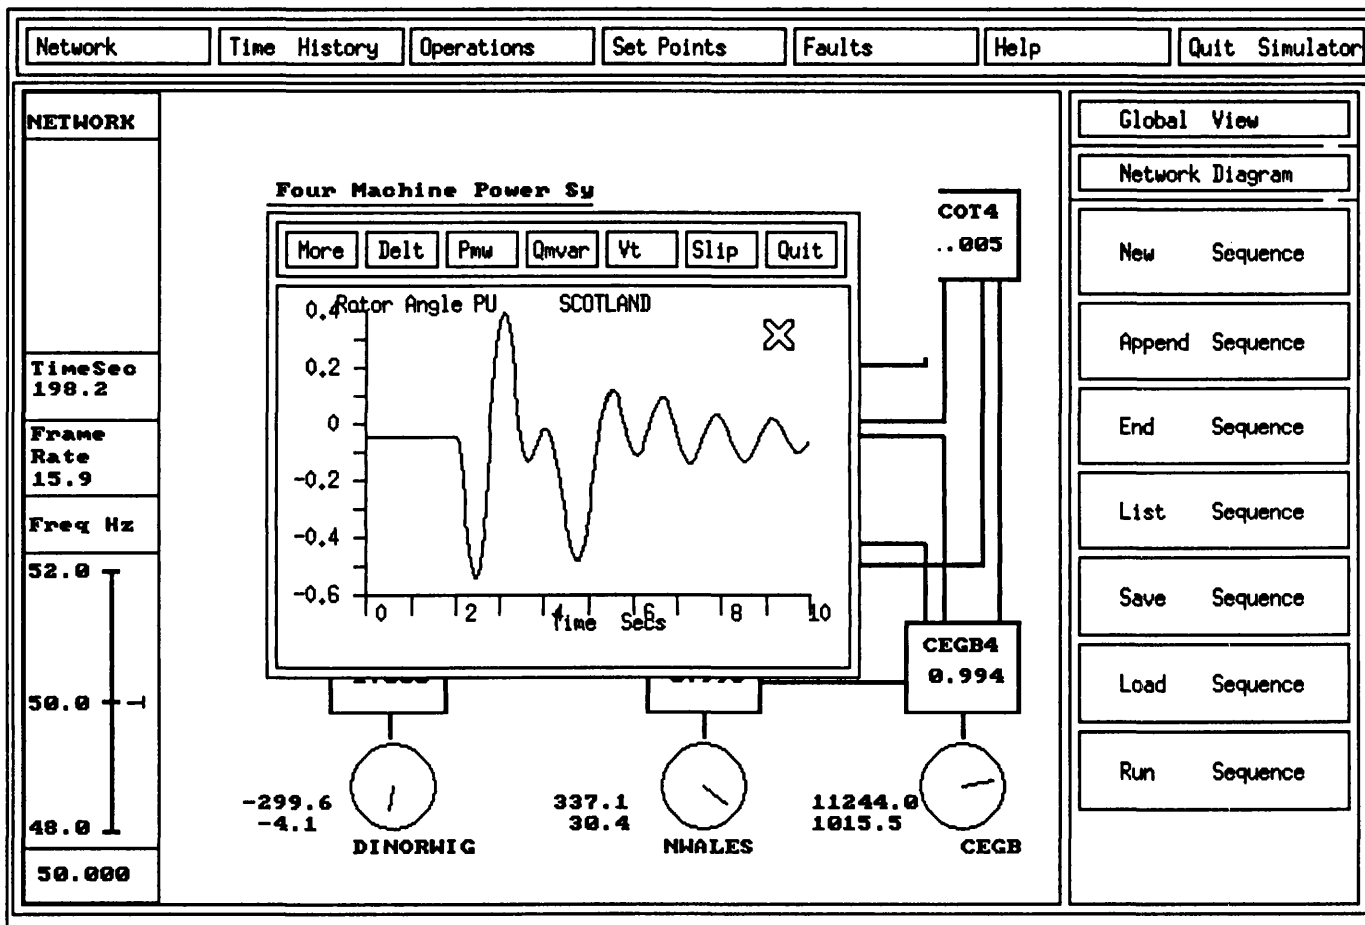 Network
Time History
Operations
Set Points
Faults
Help
Quit Simulator
NETWORK
TimeSec
198.2
Frame
Rate
15.9
Freq Hz
52.0
50.0
48.0
50.000
Four Machine Power Sy
More
Delt
Pmw
Qmvar
Vt
Slip
Quit
Rotor Angle PU
SCOTLAND
0.4
0.2
0
-0.2
-0.4
-0.6
0
2
4
6
8
10
Time Secs
COT4
..005
CEGB4
0.994
-299.6
-4.1
DINORWIG
337.1
30.4
NWALES
11244.0
1015.5
CEGB
Global View
Network Diagram
New Sequence
Append Sequence
End Sequence
List Sequence
Save Sequence
Load Sequence
Run Sequence